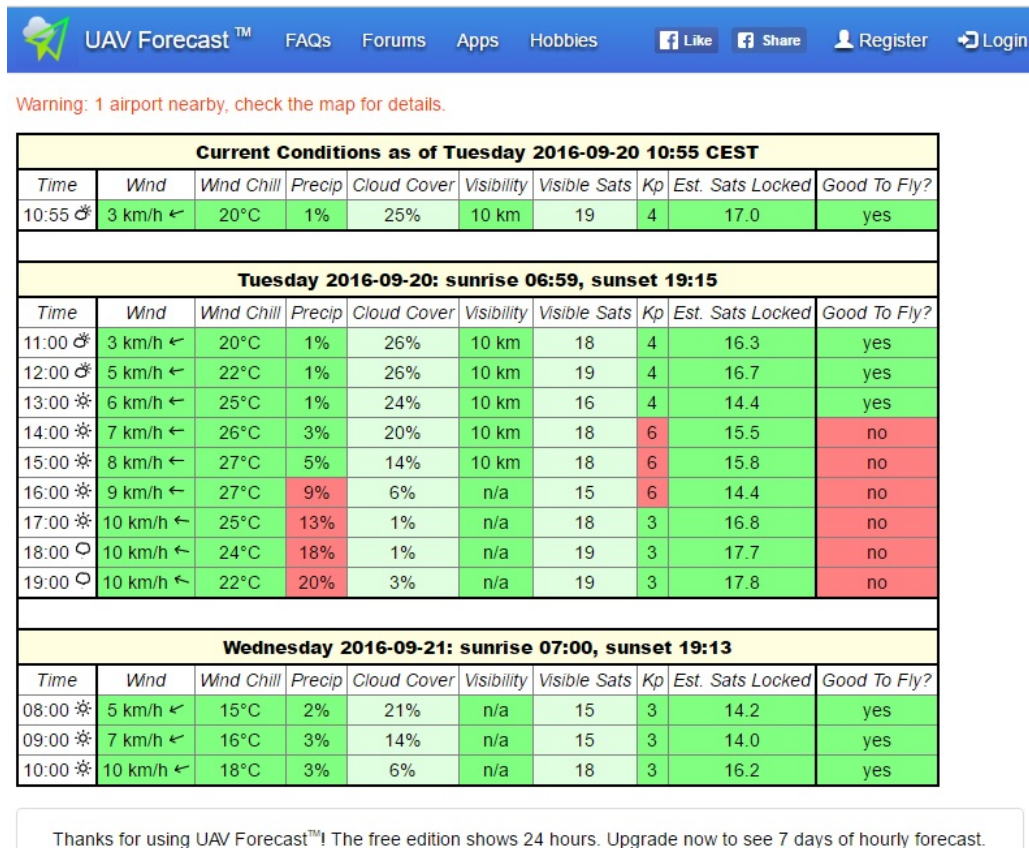 UAV Forecast ™ FAQs Forums Apps Hobbies Like Share Register Login
Warning: 1 airport nearby, check the map for details.
Current Conditions as of Tuesday 2016-09-20 10:55 CEST
Time Wind Wind Chill Precip Cloud Cover Visibility Visible Sats Kp Est. Sats Locked Good To Fly?
10:55 3 km/h 20°C 1% 25% 10 km 19 4 17.0 yes
Tuesday 2016-09-20: sunrise 06:59, sunset 19:15
Time Wind Wind Chill Precip Cloud Cover Visibility Visible Sats Kp Est. Sats Locked Good To Fly?
11:00 3 km/h 20°C 1% 26% 10 km 18 4 16.3 yes
12:00 5 km/h 22°C 1% 26% 10 km 19 4 16.7 yes
13:00 6 km/h 25°C 1% 24% 10 km 16 4 14.4 yes
14:00 7 km/h 26°C 3% 20% 10 km 18 6 15.5 no
15:00 8 km/h 27°C 5% 14% 10 km 18 6 15.8 no
16:00 9 km/h 27°C 9% 6% n/a 15 6 14.4 no
17:00 10 km/h 25°C 13% 1% n/a 18 3 16.8 no
18:00 10 km/h 24°C 18% 1% n/a 19 3 17.7 no
19:00 10 km/h 22°C 20% 3% n/a 19 3 17.8 no
Wednesday 2016-09-21: sunrise 07:00, sunset 19:13
Time Wind Wind Chill Precip Cloud Cover Visibility Visible Sats Kp Est. Sats Locked Good To Fly?
08:00 5 km/h 15°C 2% 21% n/a 15 3 14.2 yes
09:00 7 km/h 16°C 3% 14% n/a 15 3 14.0 yes
10:00 10 km/h 18°C 3% 6% n/a 18 3 16.2 yes
Thanks for using UAV Forecast™! The free edition shows 24 hours. Upgrade now to see 7 days of hourly forecast.